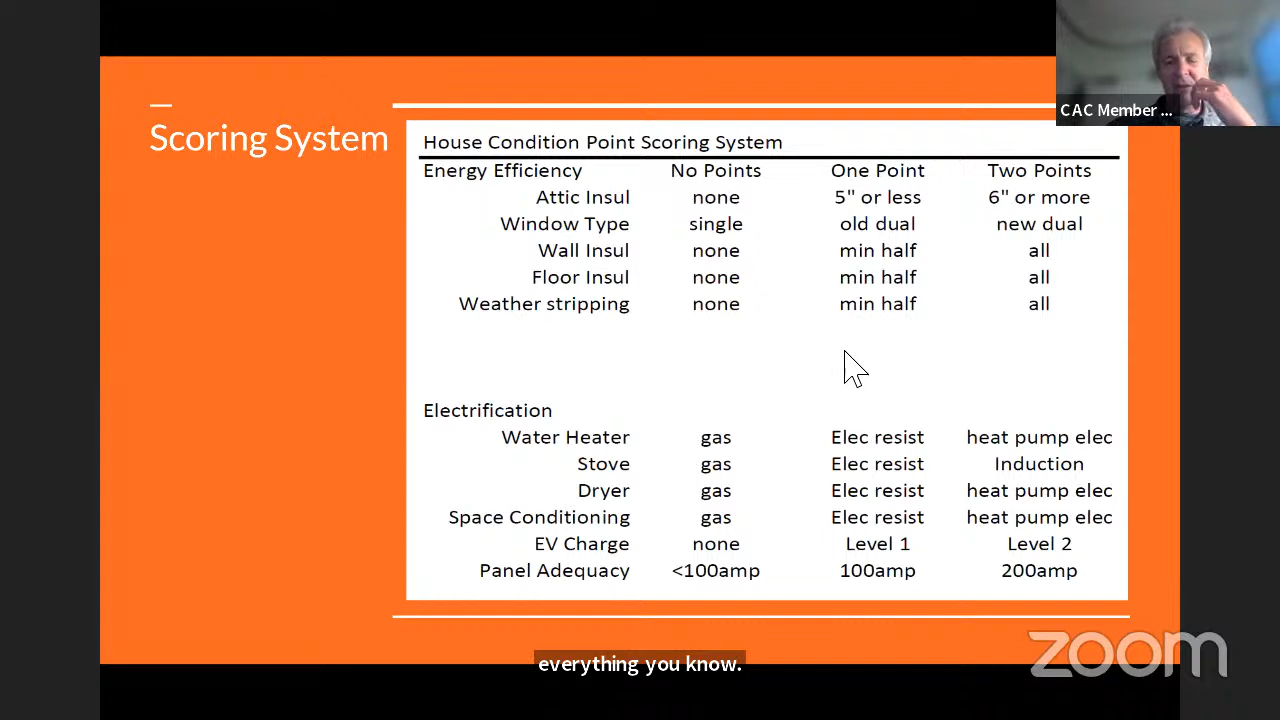 CAC Member ...
Scoring System
House Condition Point Scoring System
Energy Efficiency No Points One Point Two Points
Attic Insul none 5" or less 6" or more
Window Type single old dual new dual
Wall Insul none min half all
Floor Insul none min half all
Weather stripping none min half all
Electrification
Water Heater gas Elec resist heat pump elec
Stove gas Elec resist Induction
Dryer gas Elec resist heat pump elec
Space Conditioning gas Elec resist heat pump elec
EV Charge none Level 1 Level 2
Panel Adequacy <100amp 100amp 200amp
everything you know.
zoom